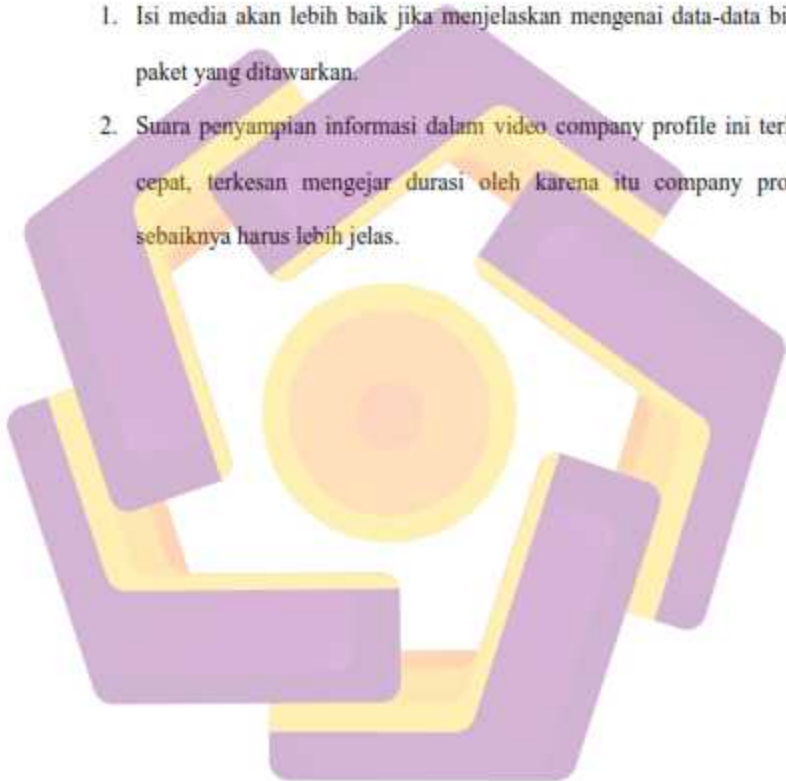 1. Isi media akan lebih baik jika menjelaskan mengenai data-data bi
paket yang ditawarkan.
2. Suara penyampian informasi dalam video company profile ini ter
cepat, terkesan mengejar durasi oleh karena itu company pro
sebaiknya harus lebih jelas.